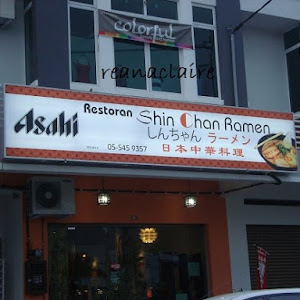 colorful
reanaclaire
Asahi
Restoran Shin Chan Ramen
しんちゃん ラーメン
05-545 9357
日本中華料理